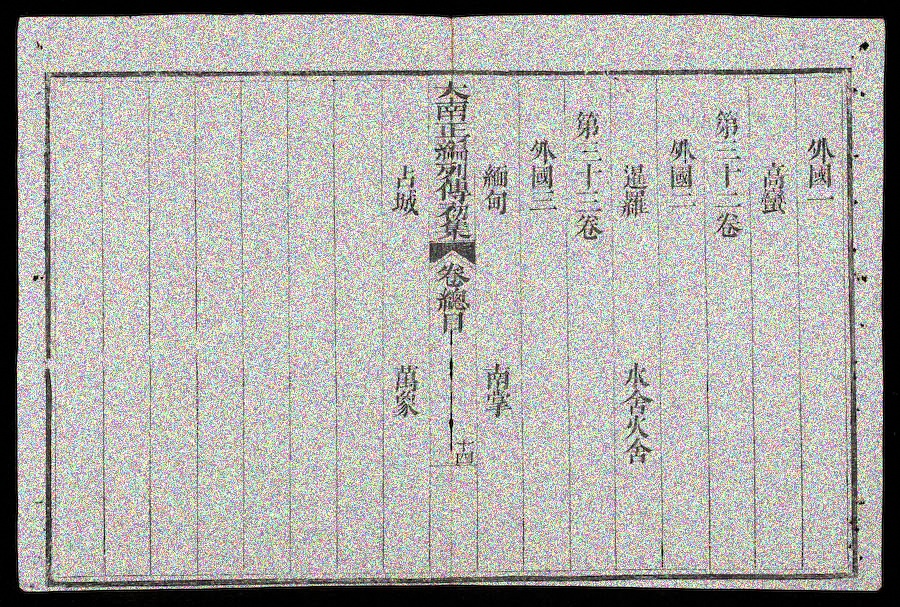 外國一
高蠻
第三十二卷
外國二
暹羅 水舍火舍
第三十三卷
外國三
緬甸 南掌
大南正編列傳初集 卷總目 十四
占城 萬象